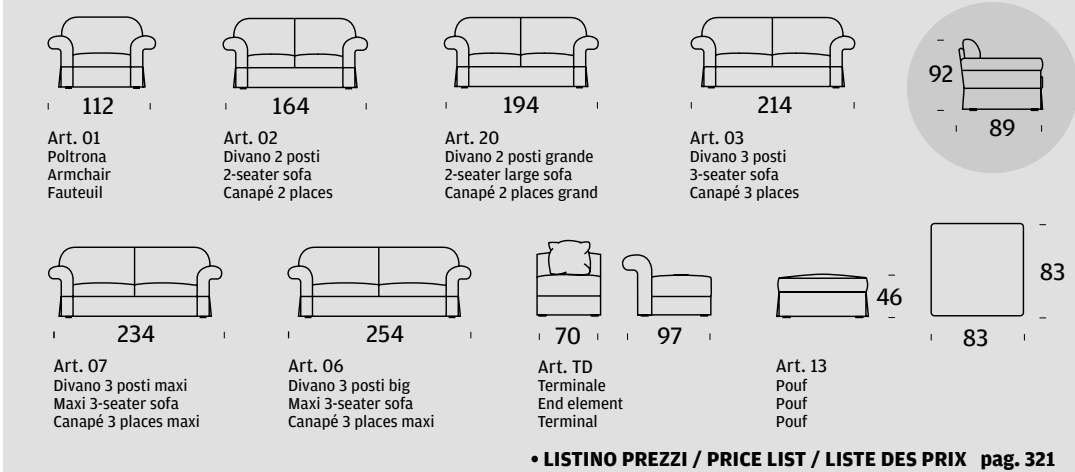 112
164
194
214
92
89
Art. 01
Poltrona
Armchair
Fauteuil
Art. 02
Divano 2 posti
2-seater sofa
Canapé 2 places
Art. 20
Divano 2 posti grande
2-seater large sofa
Canapé 2 places grand
Art. 03
Divano 3 posti
3-seater sofa
Canapé 3 places
234
254
70
97
46
83
83
Art. 07
Divano 3 posti maxi
Maxi 3-seater sofa
Canapé 3 places maxi
Art. 06
Divano 3 posti big
Maxi 3-seater sofa
Canapé 3 places maxi
Art. TD
Terminale
End element
Terminal
Art. 13
Pouf
Pouf
Pouf
• LISTINO PREZZI / PRICE LIST / LISTE DES PRIX pag. 321